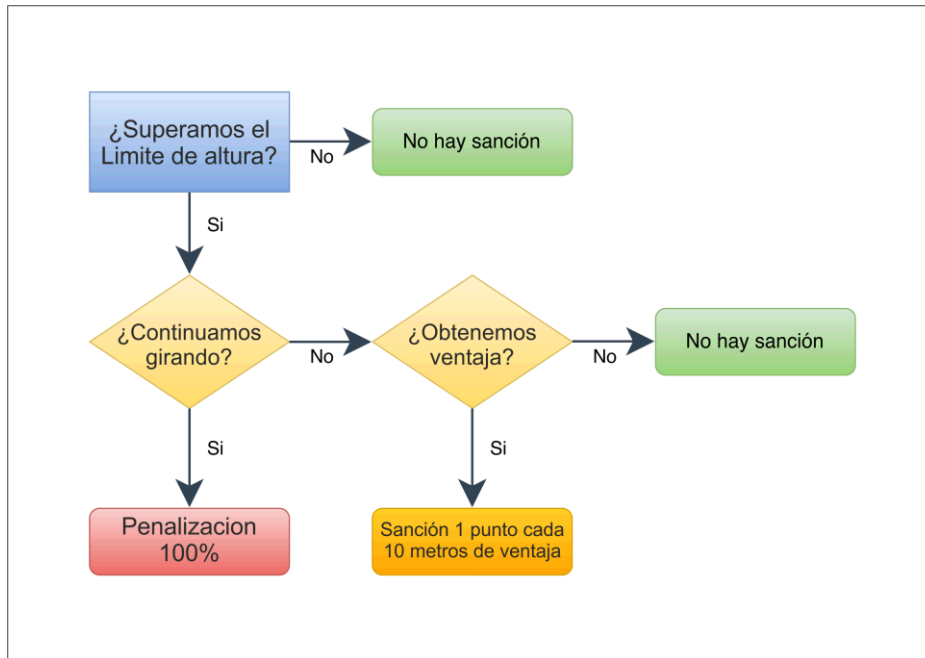 ¿Superamos el
Limite de altura?
No
No hay sanción
Si
¿Continuamos
girando?
No
¿Obtenemos
ventaja?
No
No hay sanción
Si
Si
Penalizacion
100%
Sanción 1 punto cada
10 metros de ventaja